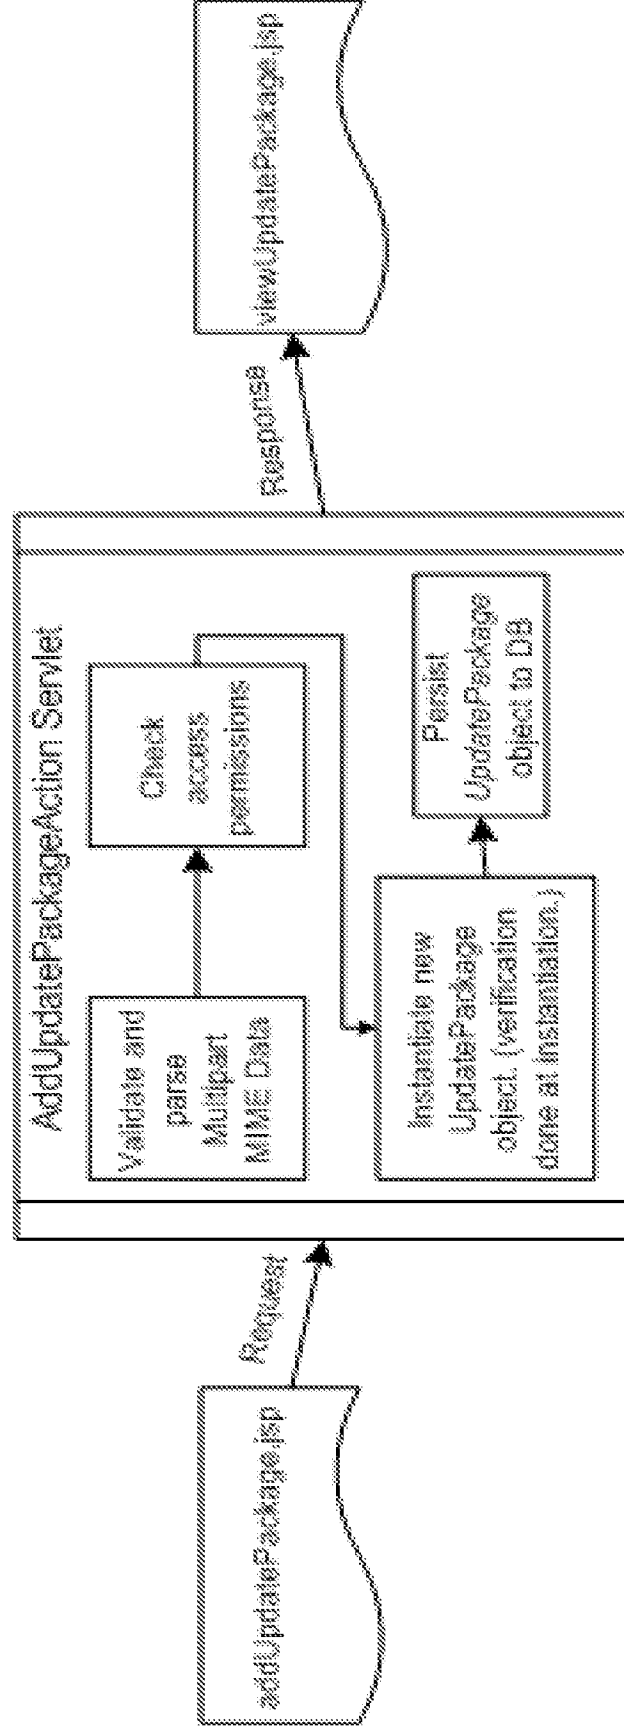 addUpdatePackage.jsp
Request
AddUpdatePackageAction Servlet
Validate and
parse
Multipart
MIME Data
Check
access
permissions
Instantiate new
UpdatePackage
object. (verification
done at instantiation.)
Persist
UpdatePackage
object to DB
Response
viewUpdatePackage.jsp